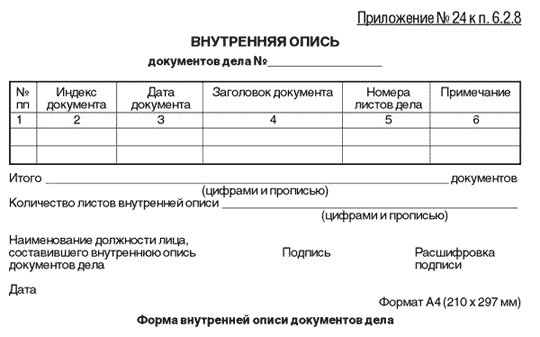 Приложение № 24 к п. 6.2.8
ВНУТРЕННЯЯ ОПИСЬ
документов дела №
№ пп Индекс документа Дата документа Заголовок документа Номера листов дела Примечание
1 2 3 4 5 6
Итого документов
(цифрами и прописью)
Количество листов внутренней описи
(цифрами и прописью)
Наименование должности лица,
составившего внутреннюю опись Подпись Расшифровка
документов дела подписи
Дата
Формат А4 (210 х 297 мм)
Форма внутренней описи документов дела